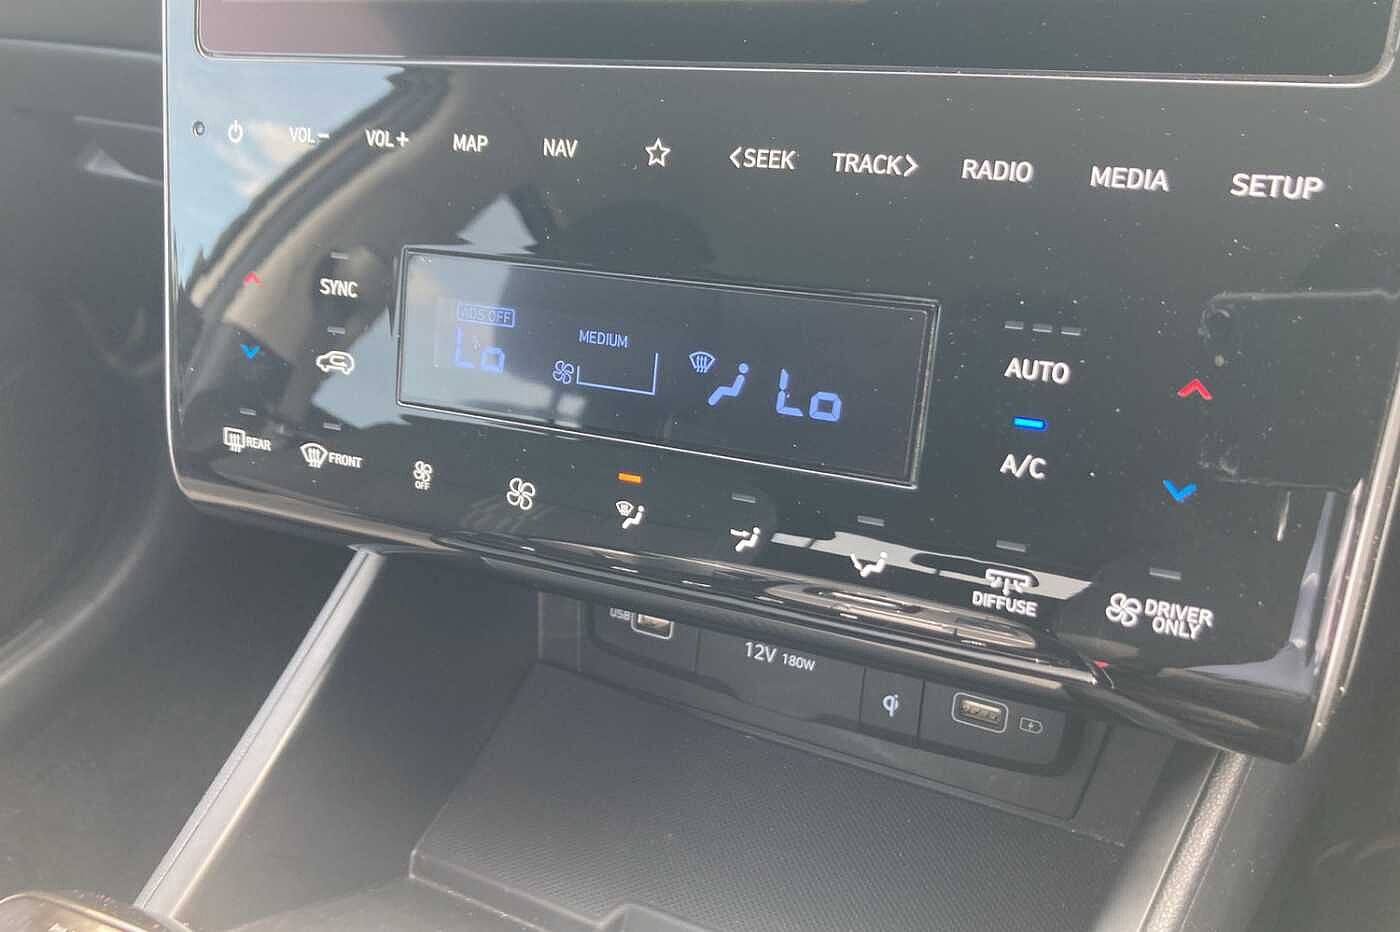 VOL−
VOL+
MAP
NAV
<SEEK
TRACK>
RADIO
MEDIA
SETUP
SYNC
ADS OFF
Lo
MEDIUM
Lo
AUTO
A/C
REAR
FRONT
OFF
DIFFUSE
DRIVER
ONLY
USB
12V 180W